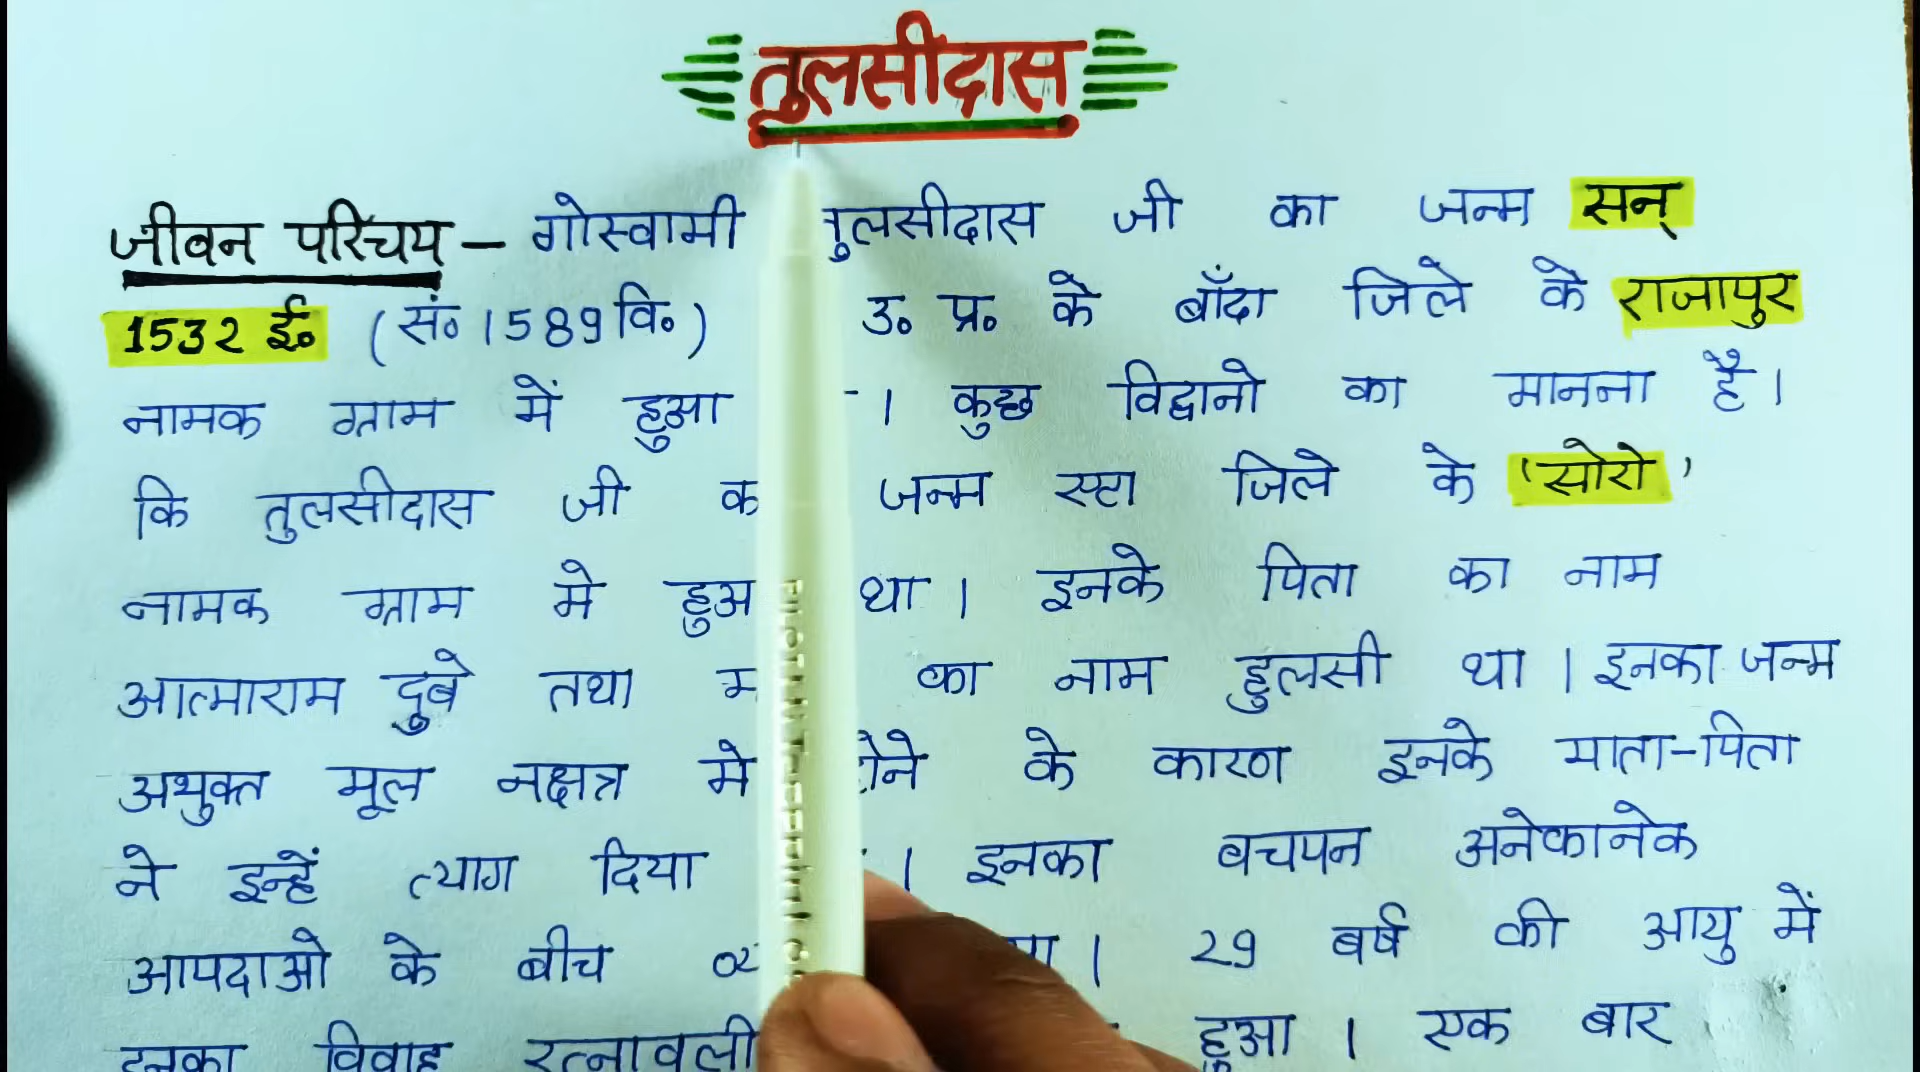 तुलसीदास
जीवन परिचय – गोस्वामी तुलसीदास जी का जन्म सन्
1532 ई० (सं० 1589 वि०) उ० प्र० के बाँदा जिले के राजापुर
नामक ग्राम में हुआ । कुछ विद्वानो का मानना है।
कि तुलसीदास जी जन्म एटा जिले के 'सोरो'
नामक ग्राम मे था । इनके पिता का नाम
आत्माराम दुबे तथा का नाम हुलसी था । इनका जन्म
अभुक्त मूल नक्षत्र मे के कारण इनके माता-पिता
ने इन्हें त्याग दिया । इनका बचपन अनेकानेक
आपदाओ के बीच । 29 बर्ष की आयु में
इनका विवाह रत्नावली हुआ । एक बार